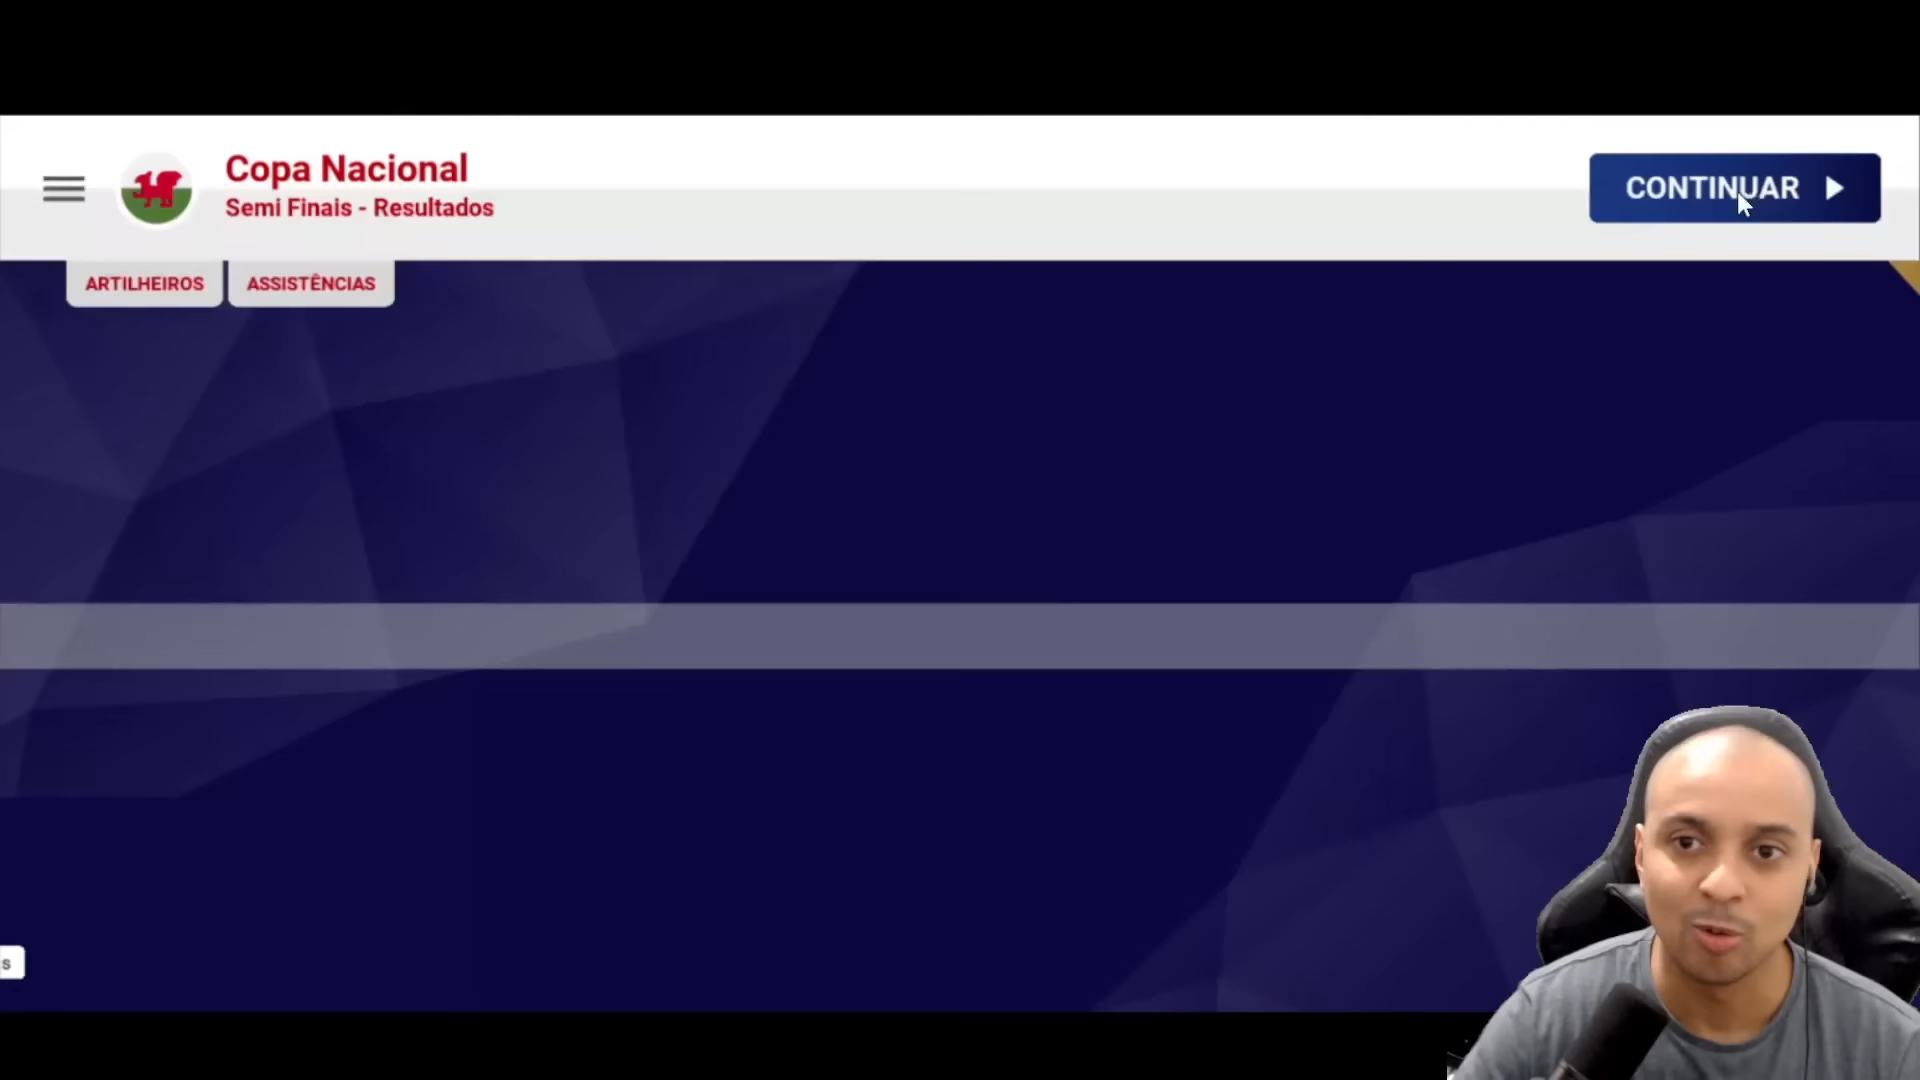 Copa Nacional
Semi Finais - Resultados
CONTINUAR
ARTILHEIROS
ASSISTÊNCIAS
s